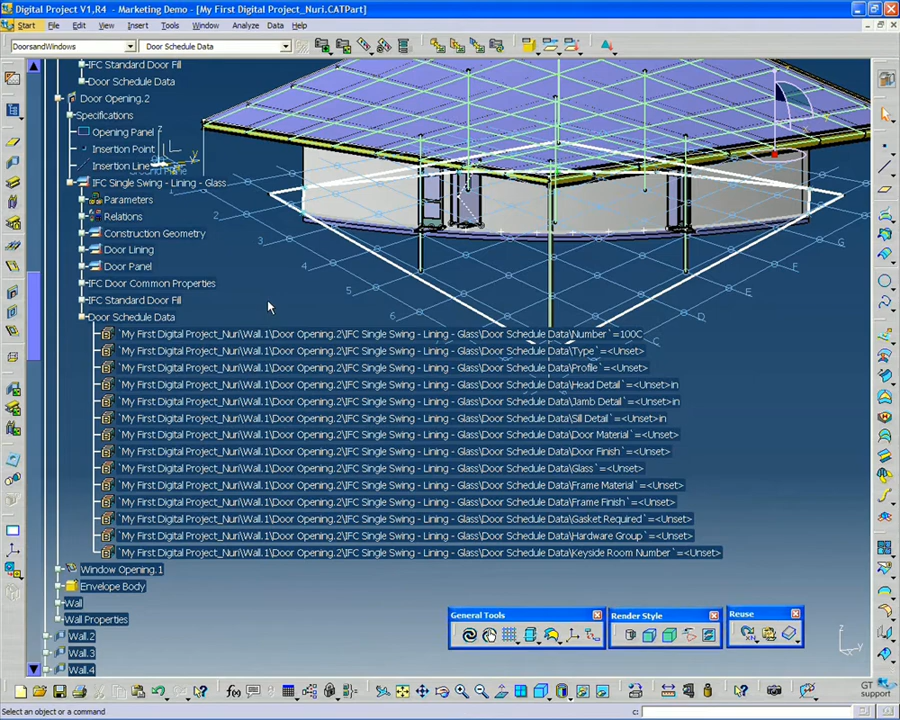 Digital Project V1,R4 - Marketing Demo - [My First Digital Project_Nuri.CATPart]
Start File Edit View Insert Tools Window Analyze Data Help
DoorsandWindows Door Schedule Data
IFC Standard Door Fill
Door Schedule Data
Door Opening.2
Specifications
Opening Panel
Insertion Point
Insertion Line
IFC Single Swing - Lining - Glass
Parameters
Relations
Construction Geometry
Door Lining
Door Panel
IFC Door Common Properties
IFC Standard Door Fill
Door Schedule Data
`My First Digital Project_Nuri\Wall.1\Door Opening.2\IFC Single Swing - Lining - Glass\Door Schedule Data\Number`=100C
`My First Digital Project_Nuri\Wall.1\Door Opening.2\IFC Single Swing - Lining - Glass\Door Schedule Data\Type`=<Unset>
`My First Digital Project_Nuri\Wall.1\Door Opening.2\IFC Single Swing - Lining - Glass\Door Schedule Data\Profile`=<Unset>
`My First Digital Project_Nuri\Wall.1\Door Opening.2\IFC Single Swing - Lining - Glass\Door Schedule Data\Head Detail`=<Unset>in
`My First Digital Project_Nuri\Wall.1\Door Opening.2\IFC Single Swing - Lining - Glass\Door Schedule Data\Jamb Detail`=<Unset>in
`My First Digital Project_Nuri\Wall.1\Door Opening.2\IFC Single Swing - Lining - Glass\Door Schedule Data\Sill Detail`=<Unset>in
`My First Digital Project_Nuri\Wall.1\Door Opening.2\IFC Single Swing - Lining - Glass\Door Schedule Data\Door Material`=<Unset>
`My First Digital Project_Nuri\Wall.1\Door Opening.2\IFC Single Swing - Lining - Glass\Door Schedule Data\Door Finish`=<Unset>
`My First Digital Project_Nuri\Wall.1\Door Opening.2\IFC Single Swing - Lining - Glass\Door Schedule Data\Glass`=<Unset>
`My First Digital Project_Nuri\Wall.1\Door Opening.2\IFC Single Swing - Lining - Glass\Door Schedule Data\Frame Material`=<Unset>
`My First Digital Project_Nuri\Wall.1\Door Opening.2\IFC Single Swing - Lining - Glass\Door Schedule Data\Frame Finish`=<Unset>
`My First Digital Project_Nuri\Wall.1\Door Opening.2\IFC Single Swing - Lining - Glass\Door Schedule Data\Gasket Required`=<Unset>
`My First Digital Project_Nuri\Wall.1\Door Opening.2\IFC Single Swing - Lining - Glass\Door Schedule Data\Hardware Group`=<Unset>
`My First Digital Project_Nuri\Wall.1\Door Opening.2\IFC Single Swing - Lining - Glass\Door Schedule Data\Keyside Room Number`=<Unset>
Window Opening.1
Envelope Body
Wall
Wall Properties
Wall.2
Wall.3
Wall.4
2
3
4
5
6
G
F
E
D
z
y
General Tools
Render Style
Reuse
z
y
GT
support
Select an object or a command
c: